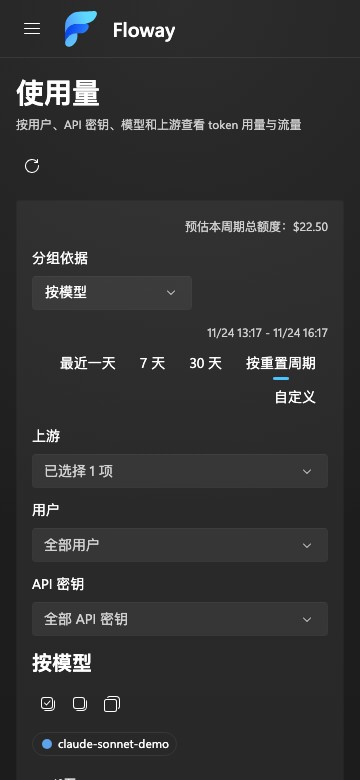 Floway
使用量
按用户、API 密钥、模型和上游查看 token 用量与流量
预估本周期总额度：$22.50
分组依据
按模型
11/24 13:17 - 11/24 16:17
最近一天 7 天 30 天 按重置周期
自定义
上游
已选择 1 项
用户
全部用户
API 密钥
全部 API 密钥
按模型
claude-sonnet-demo